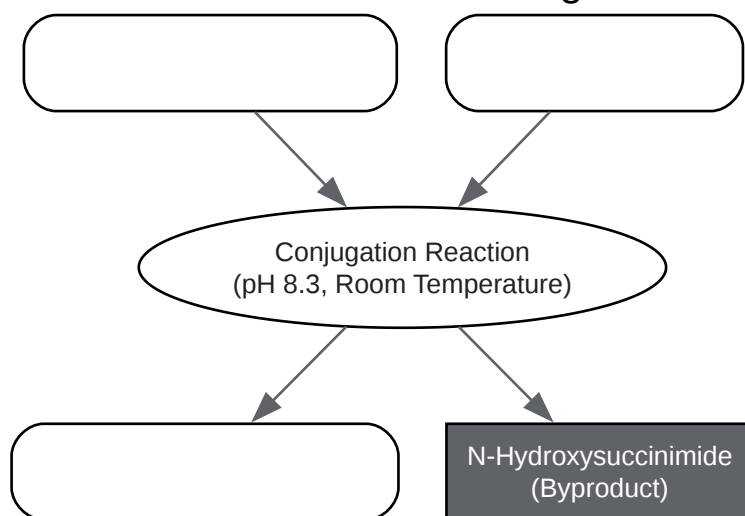 Conjugation Reaction
(pH 8.3, Room Temperature)
N-Hydroxysuccinimide
(Byproduct)